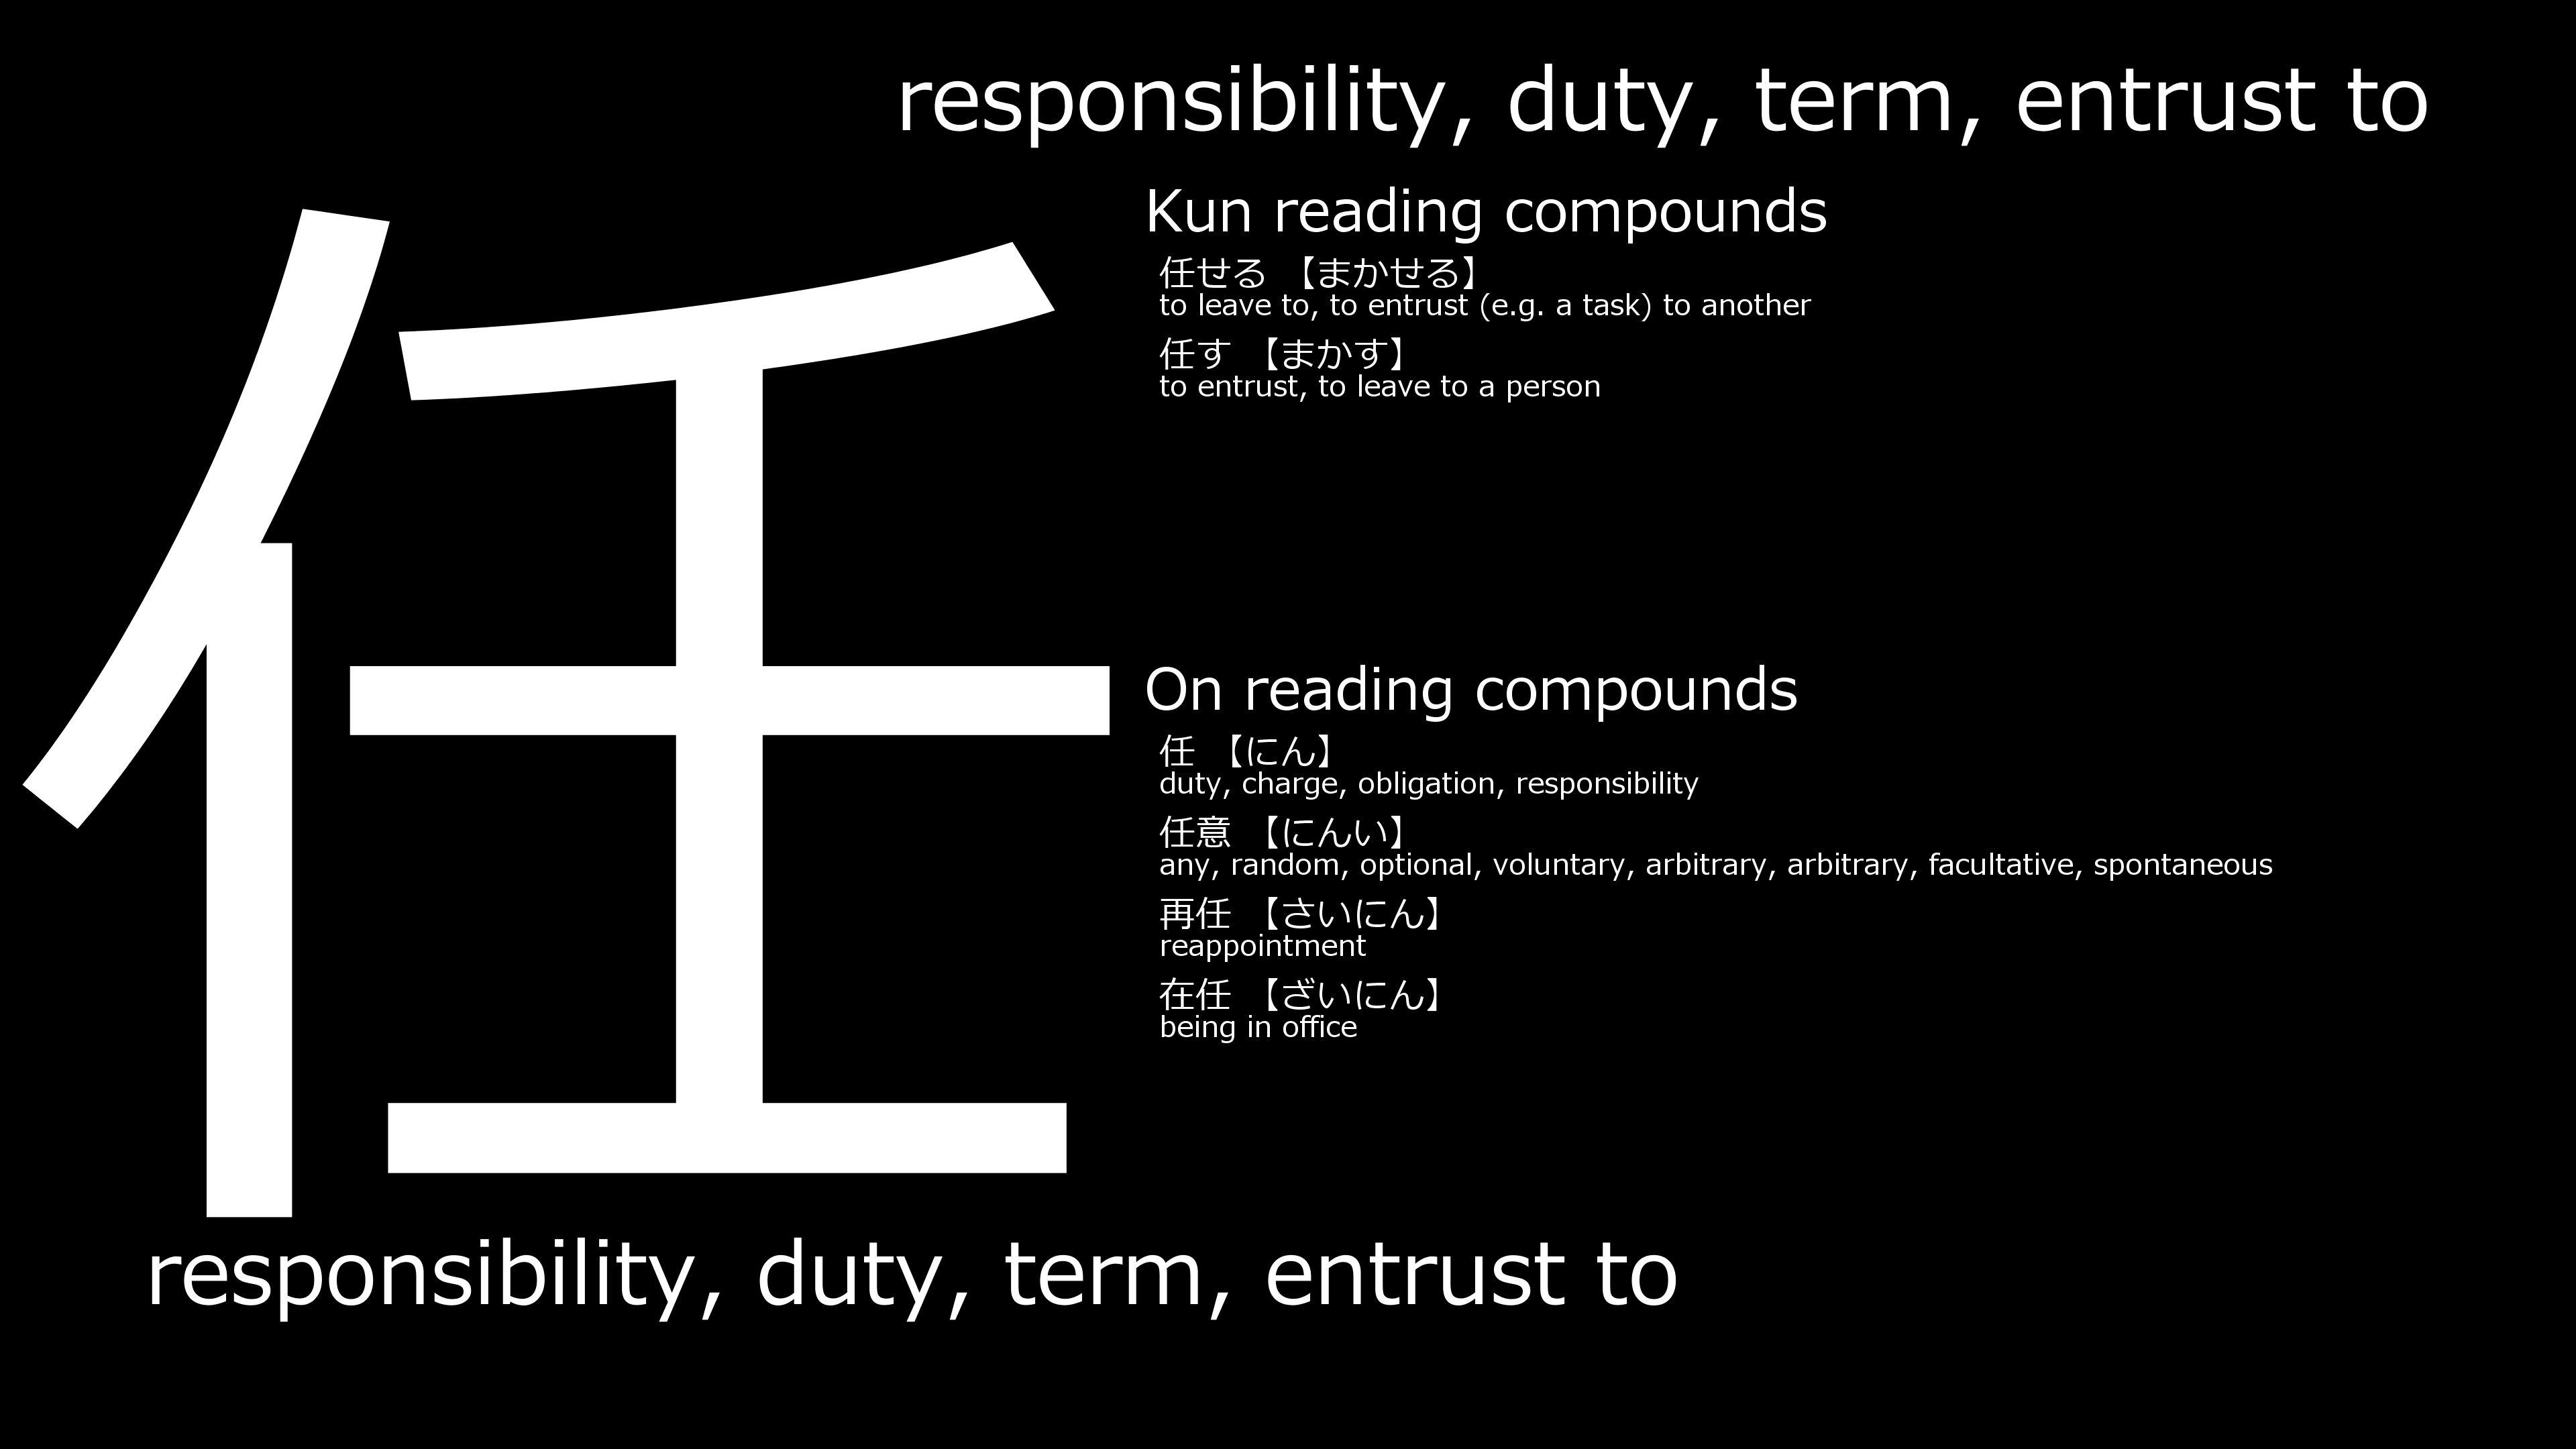 responsibility, duty, term, entrust to
任
Kun reading compounds
任せる 【まかせる】
to leave to, to entrust (e.g. a task) to another
任す 【まかす】
to entrust, to leave to a person
On reading compounds
任 【にん】
duty, charge, obligation, responsibility
任意 【にんい】
any, random, optional, voluntary, arbitrary, arbitrary, facultative, spontaneous
再任 【さいにん】
reappointment
在任 【ざいにん】
being in office
responsibility, duty, term, entrust to